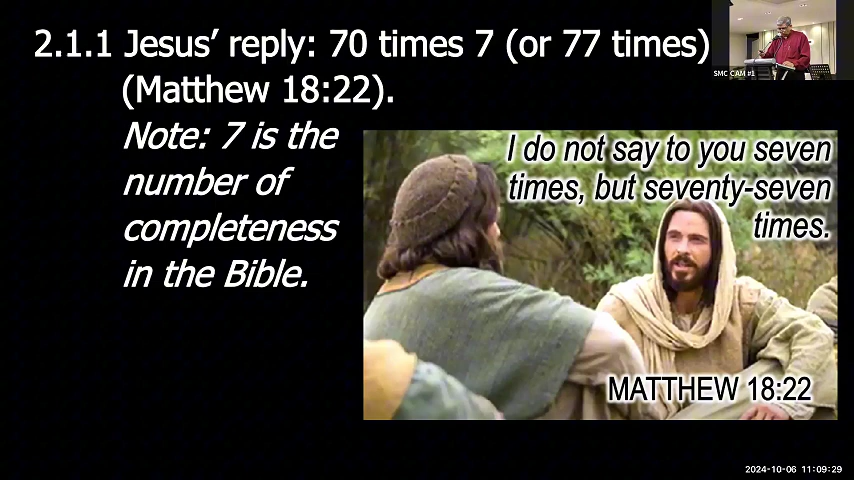 2.1.1 Jesus’ reply: 70 times 7 (or 77 times)
(Matthew 18:22).
Note: 7 is the
number of
completeness
in the Bible.
I do not say to you seven
times, but seventy-seven
times.
MATTHEW 18:22
SMC CAM #1
2024-10-06 11:09:29